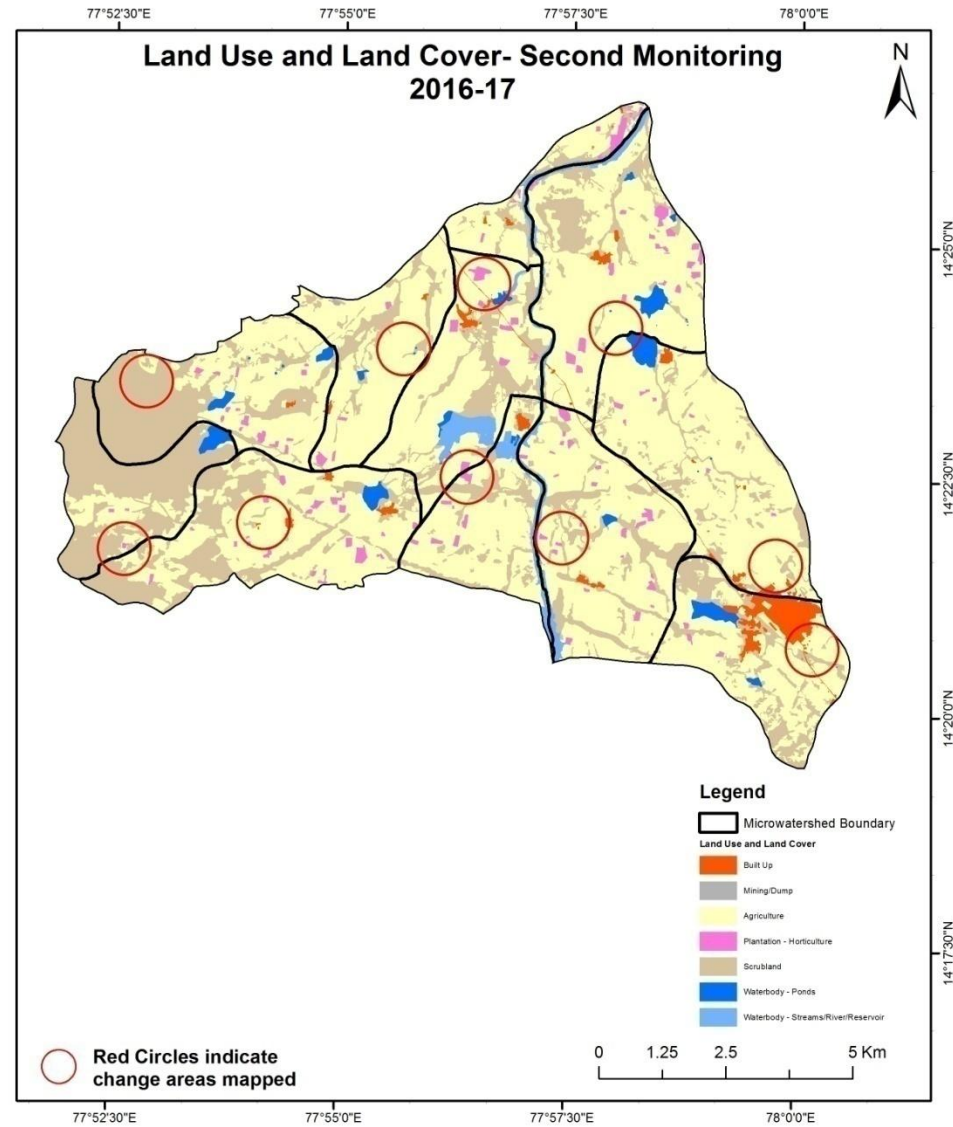 77°52'30"E 77°55'0"E 77°57'30"E 78°0'0"E
Land Use and Land Cover- Second Monitoring
2016-17
N
14°25'0"N
14°22'30"N
14°20'0"N
14°17'30"N
Legend
Microwatershed Boundary
Land Use and Land Cover
Built Up
Mining/Dump
Agriculture
Plantation - Horticulture
Scrubland
Waterbody - Ponds
Waterbody - Streams/River/Reservoir
Red Circles indicate
change areas mapped
0 1.25 2.5 5 Km
77°52'30"E 77°55'0"E 77°57'30"E 78°0'0"E